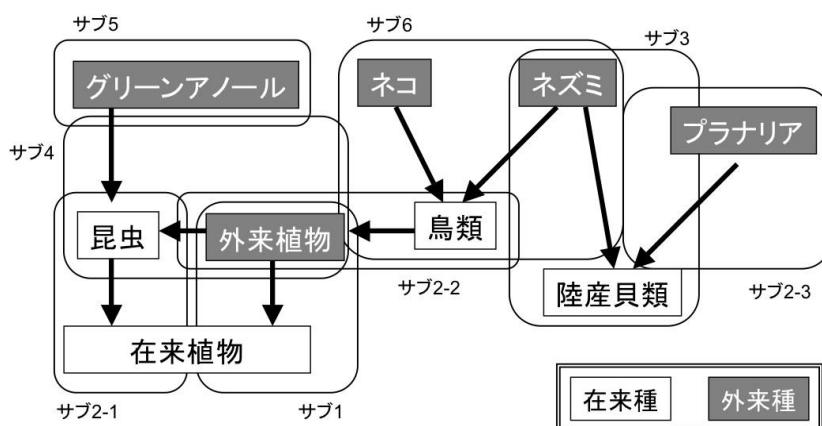 サブ5
サブ6
サブ3
グリーンアノール
ネコ
ネズミ
プラナリア
サブ4
昆虫
外来植物
鳥類
サブ2-2
陸産貝類
サブ2-3
在来植物
サブ2-1
サブ1
在来種
外来種